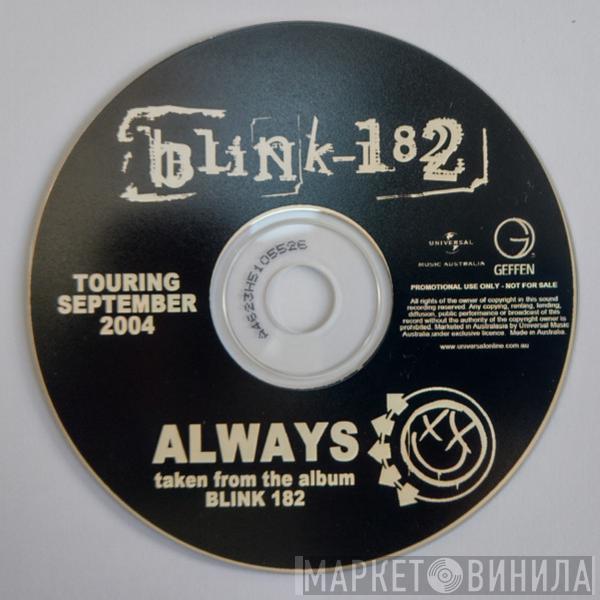 blink-182
UNIVERSAL
MUSIC AUSTRALIA
GEFFEN
TOURING
SEPTEMBER
2004
A4623H5105526
PROMOTIONAL USE ONLY - NOT FOR SALE
All rights of the owner of copyright in this sound
recording reserved. Any copying, renting, lending,
diffusion, public performance or broadcast of this
record without the authority of the copyright owner is
prohibited. Marketed in Australasia by Universal Music
Australia under exclusive licence. Made in Australia.
www.universalonline.com.au
ALWAYS
taken from the album
BLINK 182
МАРКЕТ ВИНИЛА